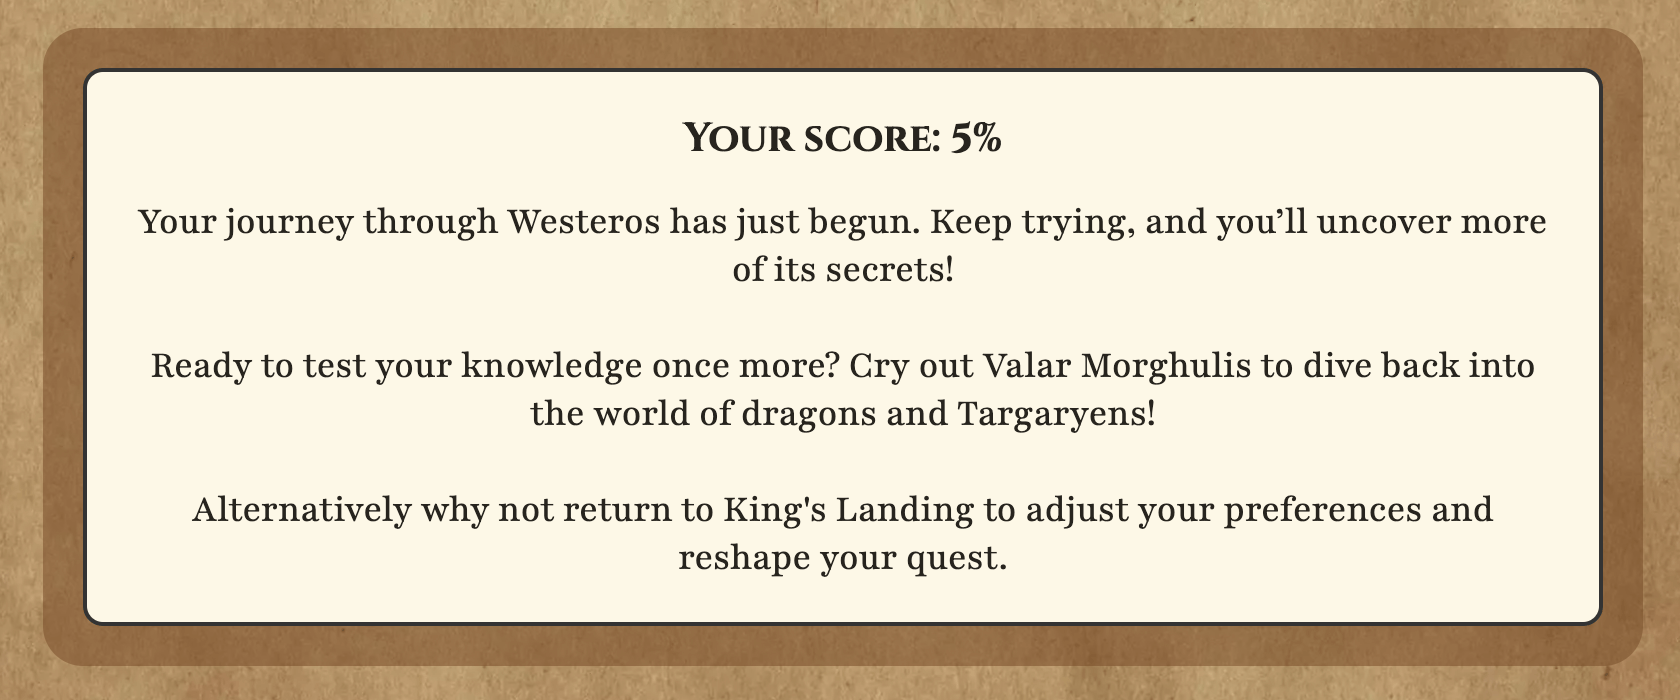 Your score: 5%
Your journey through Westeros has just begun. Keep trying, and you’ll uncover more
of its secrets!
Ready to test your knowledge once more? Cry out Valar Morghulis to dive back into
the world of dragons and Targaryens!
Alternatively why not return to King's Landing to adjust your preferences and
reshape your quest.